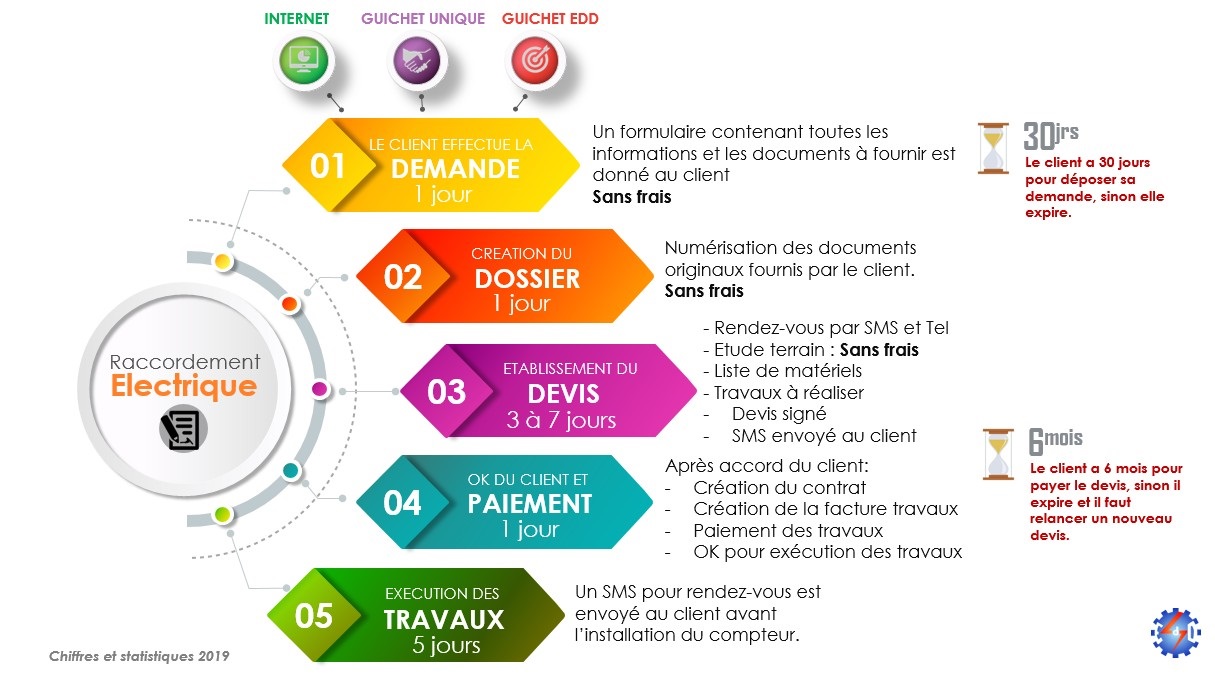 INTERNET
GUICHET UNIQUE
GUICHET EDD
01
LE CLIENT EFFECTUE LA
DEMANDE
1 jour
Un formulaire contenant toutes les
informations et les documents à fournir est
donné au client
Sans frais
30jrs
Le client a 30 jours
pour déposer sa
demande, sinon elle
expire.
02
CREATION DU
DOSSIER
1 jour
Numérisation des documents
originaux fournis par le client.
Sans frais
Raccordement
Electrique
03
ETABLISSEMENT DU
DEVIS
3 à 7 jours
- Rendez-vous par SMS et Tel
- Etude terrain : Sans frais
- Liste de matériels
- Travaux à réaliser
- Devis signé
- SMS envoyé au client
04
OK DU CLIENT ET
PAIEMENT
1 jour
Après accord du client:
- Création du contrat
- Création de la facture travaux
- Paiement des travaux
- OK pour exécution des travaux
6mois
Le client a 6 mois pour
payer le devis, sinon il
expire et il faut
relancer un nouveau
devis.
05
EXECUTION DES
TRAVAUX
5 jours
Un SMS pour rendez-vous est
envoyé au client avant
l'installation du compteur.
Chiffres et statistiques 2019